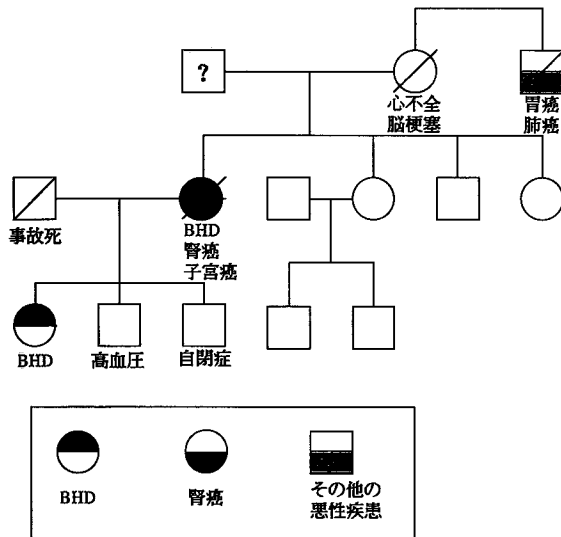 ?
心不全
脳梗塞
胃癌
肺癌
事故死
BHD
腎癌
子宮癌
BHD
高血圧
自閉症
BHD
腎癌
その他の
悪性疾患